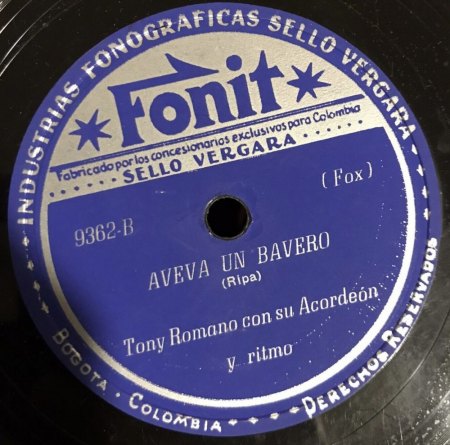 INDUSTRIAS FONOGRAFICAS SELLO VERGARA
Fonit
Fabricado por los concesionarios exclusivos para Colombia
SELLO VERGARA
9362-B
(Fox)
AVEVA UN BAVERO
(Ripa)
Tony Romano con su Acordeón
y ritmo
BOGOTA - COLOMBIA
DERECHOS RESERVADOS